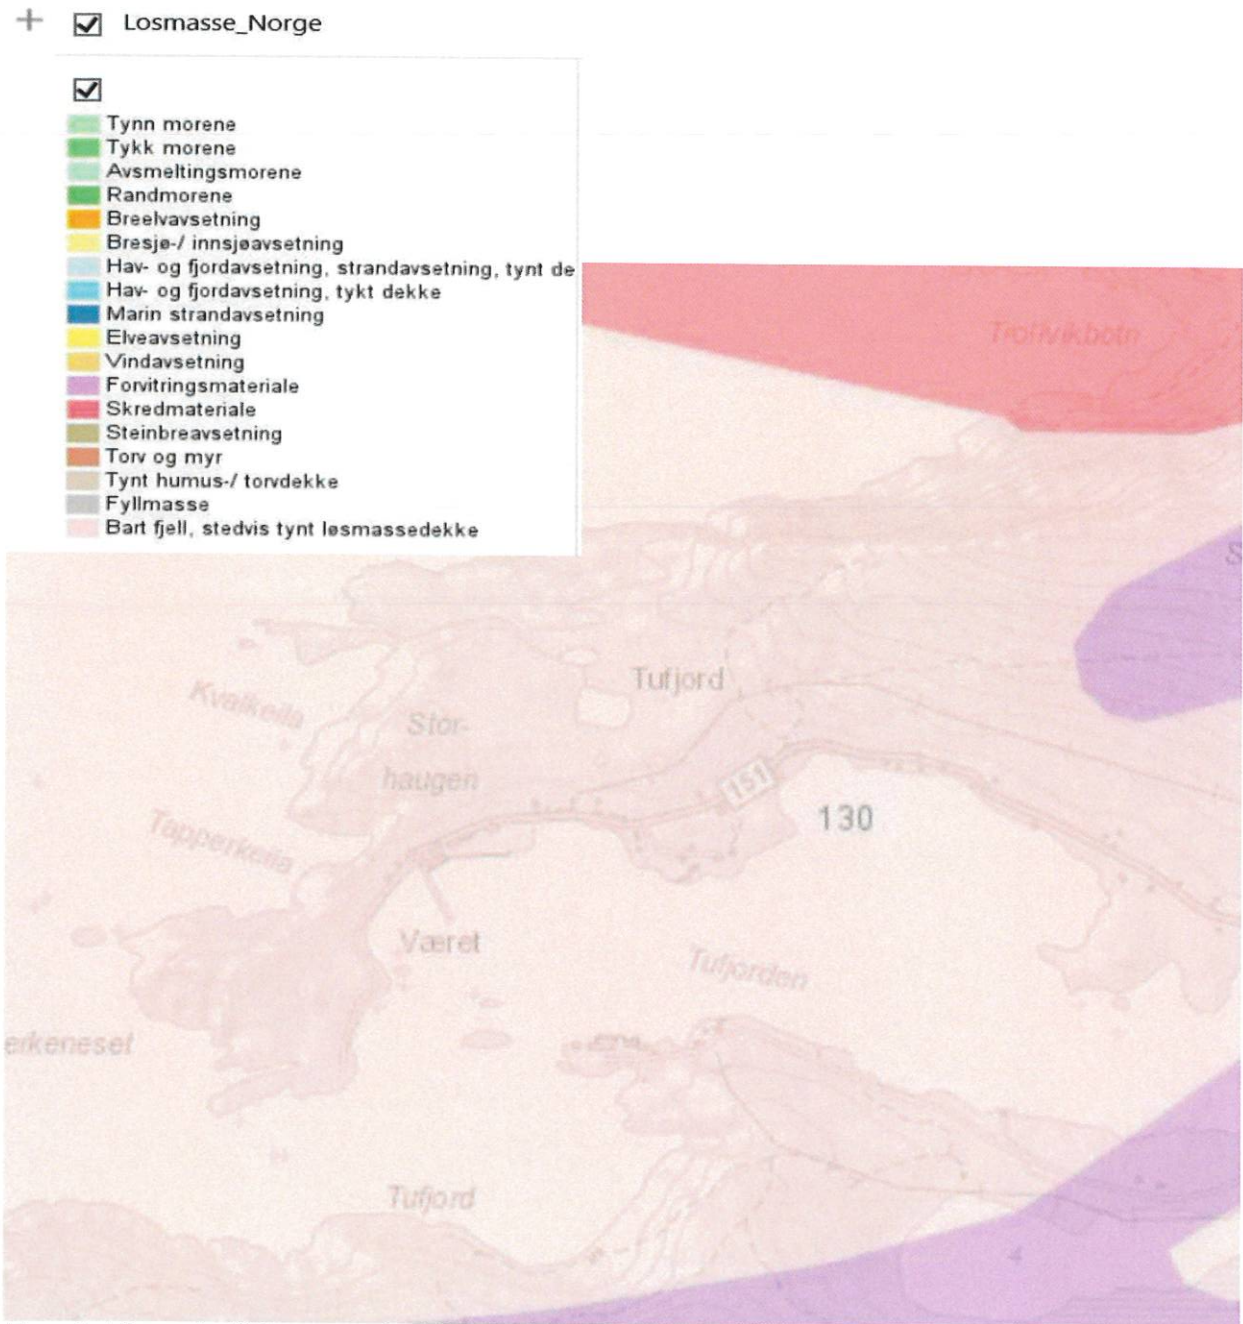 Losmasse_Norge
Tynn morene
Tykk morene
Avsmeltingsmorene
Randmorene
Breelvavsetning
Bresjø-/ innsjøavsetning
Hav- og fjordavsetning, strandavsetning, tynt de
Hav- og fjordavsetning, tykt dekke
Marin strandavsetning
Elveavsetning
Vindavsetning
Forvitringsmateriale
Skredmateriale
Steinbreavsetning
Torv og myr
Tynt humus-/ torvdekke
Fyllmasse
Bart fjell, stedvis tynt løsmassedekke
Trollvikbotn
S
Tufjord
Kvalkeila
Stor-
haugen
151
130
Tapperkeila
Været
Tufjorden
erkeneset
Tufjord
4